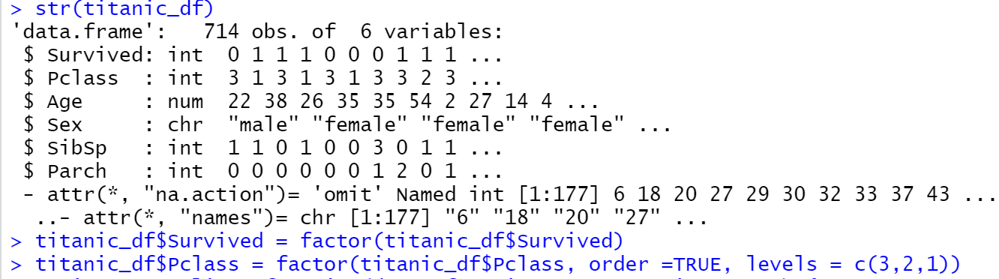 > str(titanic_df)
'data.frame':   714 obs. of  6 variables:
 $ Survived: int  0 1 1 1 0 0 0 1 1 1 ...
 $ Pclass  : int  3 1 3 1 3 1 3 3 2 3 ...
 $ Age     : num  22 38 26 35 35 54 2 27 14 4 ...
 $ Sex     : chr  "male" "female" "female" "female" ...
 $ SibSp   : int  1 1 0 1 0 0 3 0 1 1 ...
 $ Parch   : int  0 0 0 0 0 0 1 2 0 1 ...
 - attr(*, "na.action")= 'omit' Named int [1:177] 6 18 20 27 29 30 32 33 37 43 ...
  ..- attr(*, "names")= chr [1:177] "6" "18" "20" "27" ...
> titanic_df$Survived = factor(titanic_df$Survived)
> titanic_df$Pclass = factor(titanic_df$Pclass, order =TRUE, levels = c(3,2,1))